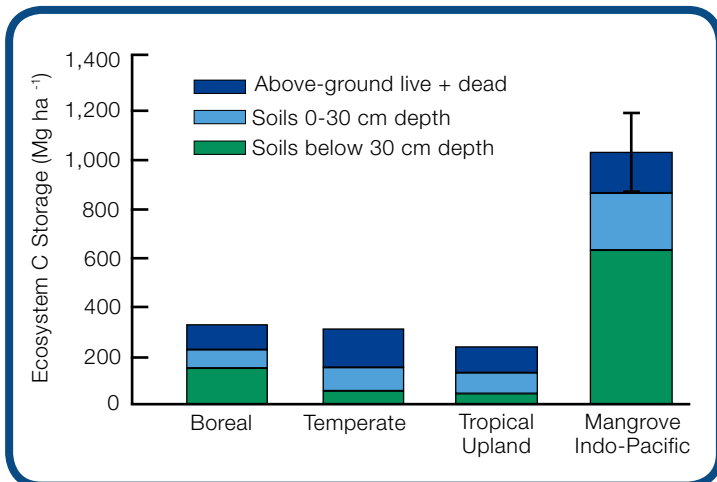 Ecosystem C Storage (Mg ha -1)
1,400
1,200
1,000
800
600
400
200
0
Above-ground live + dead
Soils 0-30 cm depth
Soils below 30 cm depth
Boreal
Temperate
Tropical
Upland
Mangrove
Indo-Pacific